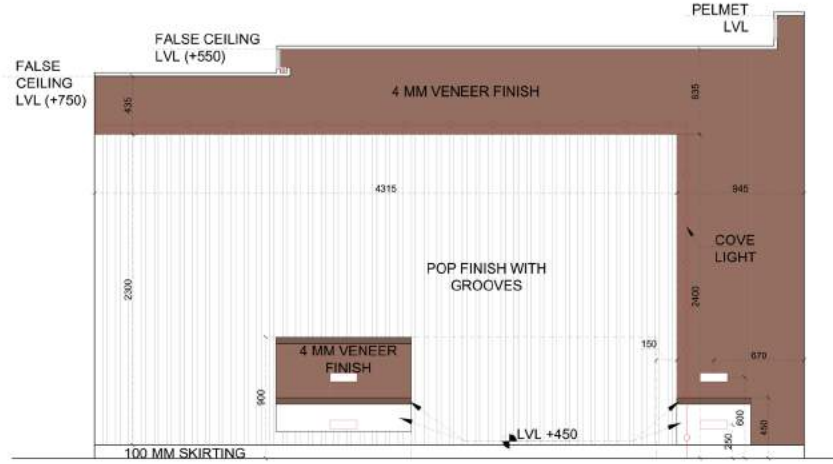 PELMET
LVL
FALSE CEILING
LVL (+550)
FALSE
CEILING
LVL (+750)
4 MM VENEER FINISH
435
635
4315
945
COVE
LIGHT
POP FINISH WITH
GROOVES
2300
2400
150
670
4 MM VENEER
FINISH
900
600
450
250
LVL +450
100 MM SKIRTING